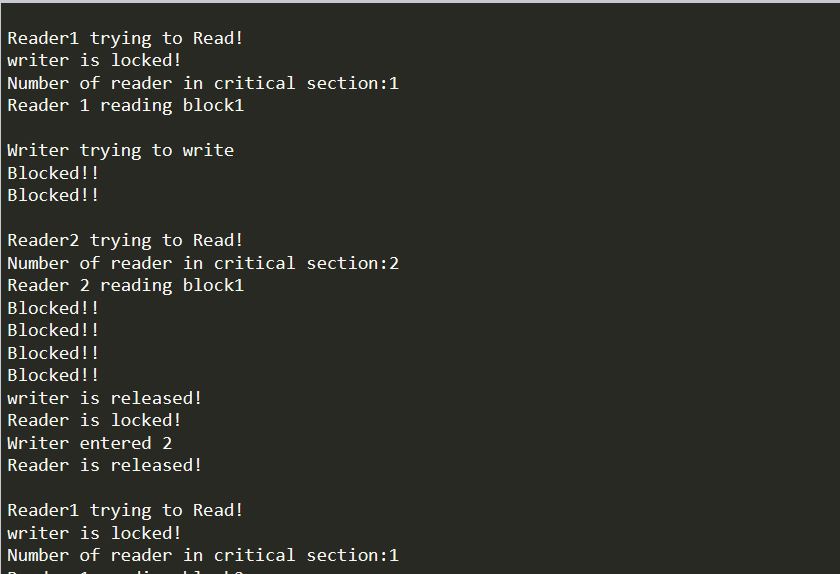 Reader1 trying to Read!
writer is locked!
Number of reader in critical section:1
Reader 1 reading block1
Writer trying to write
Blocked!!
Blocked!!
Reader2 trying to Read!
Number of reader in critical section:2
Reader 2 reading block1
Blocked!!
Blocked!!
Blocked!!
Blocked!!
writer is released!
Reader is locked!
Writer entered 2
Reader is released!
Reader1 trying to Read!
writer is locked!
Number of reader in critical section:1